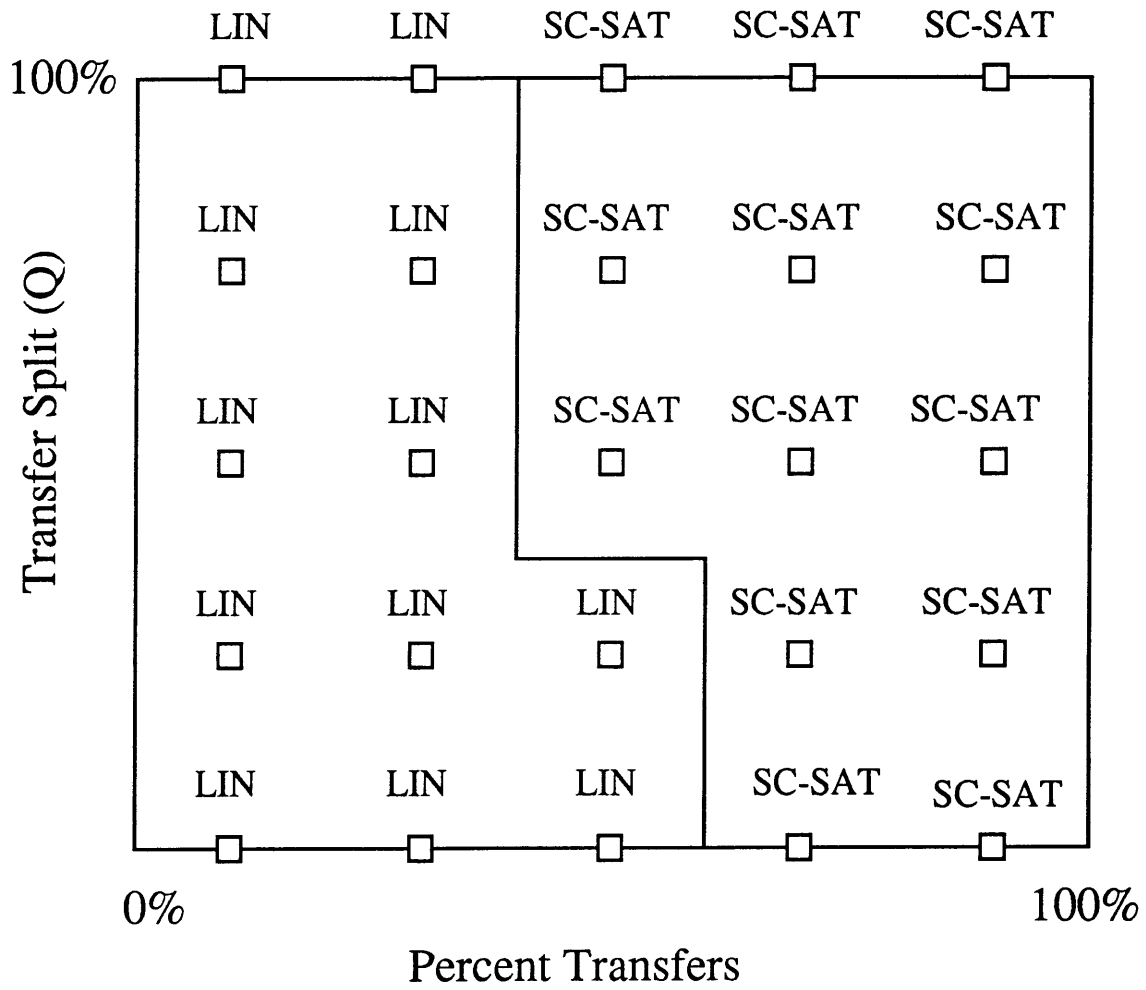 LIN LIN SC-SAT SC-SAT SC-SAT
100%
LIN LIN SC-SAT SC-SAT SC-SAT
LIN LIN SC-SAT SC-SAT SC-SAT
LIN LIN LIN SC-SAT SC-SAT
LIN LIN LIN SC-SAT SC-SAT
Transfer Split (Q)
0% 100%
Percent Transfers